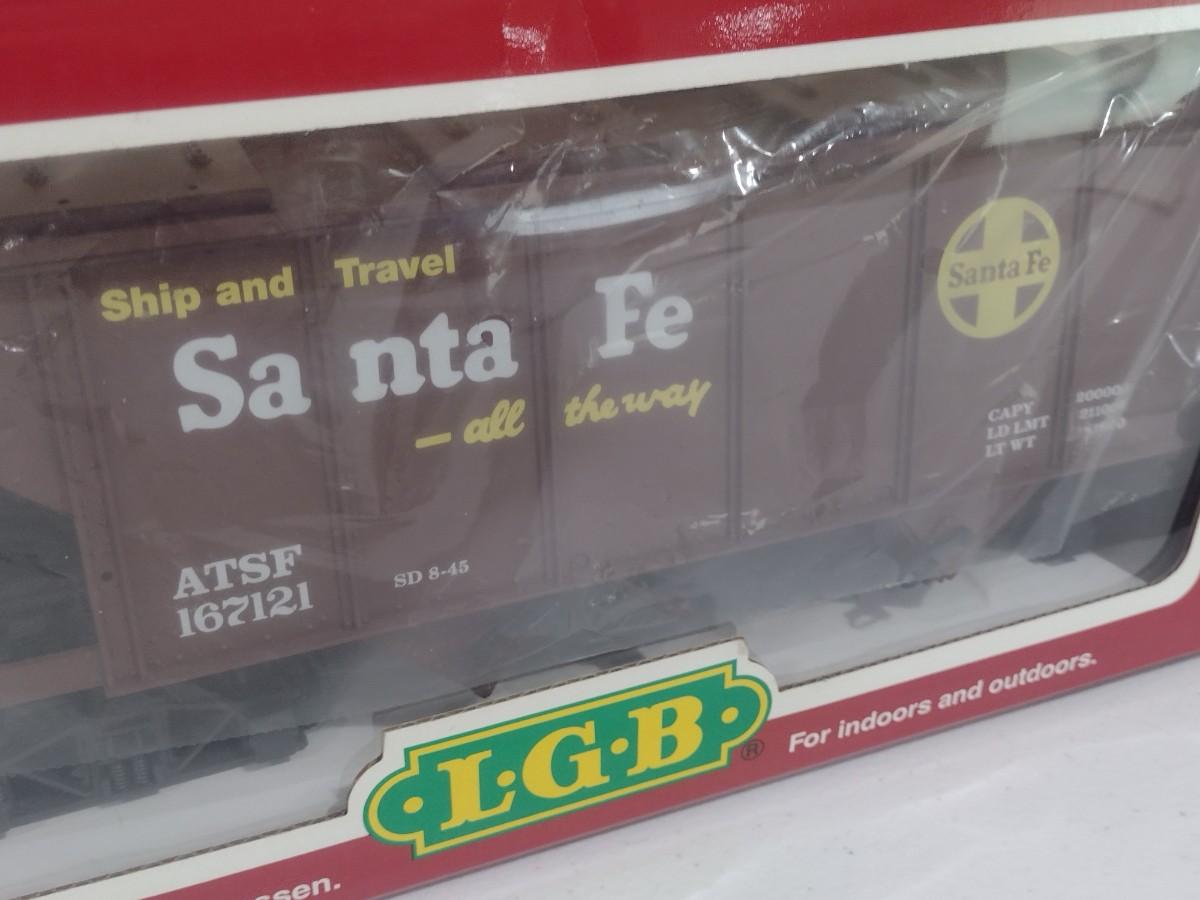 Ship and Travel
Santa Fe
– all the way
Santa Fe
CAPY
LD LMT
LT WT
ATSF
167121
SD 8-45
L·G·B
®
For indoors and outdoors.